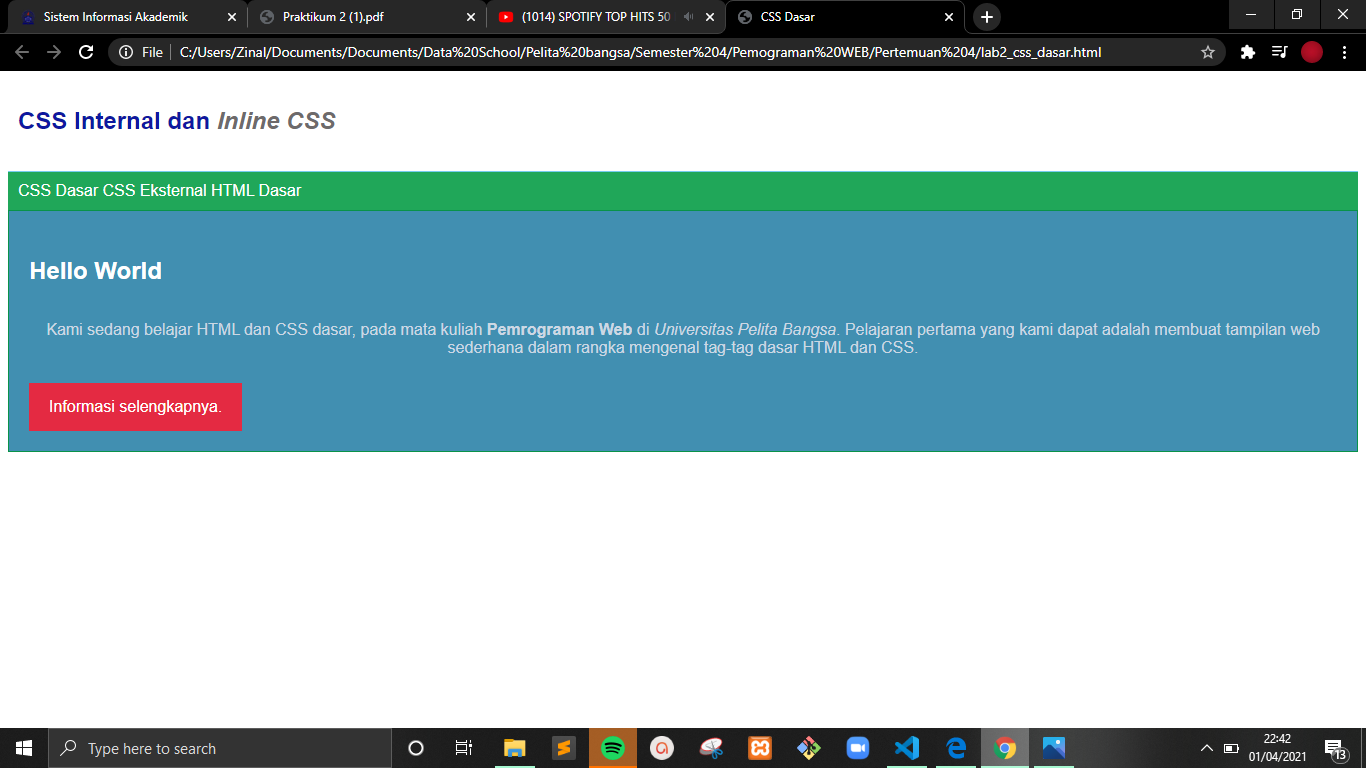 Sistem Informasi Akademik
Praktikum 2 (1).pdf
(1014) SPOTIFY TOP HITS 50
CSS Dasar
File
C:/Users/Zinal/Documents/Documents/Data%20School/Pelita%20bangsa/Semester%204/Pemograman%20WEB/Pertemuan%204/lab2_css_dasar.html
CSS Internal dan Inline CSS
CSS Dasar CSS Eksternal HTML Dasar
Hello World
Kami sedang belajar HTML dan CSS dasar, pada mata kuliah Pemrograman Web di Universitas Pelita Bangsa. Pelajaran pertama yang kami dapat adalah membuat tampilan web
sederhana dalam rangka mengenal tag-tag dasar HTML dan CSS.
Informasi selengkapnya.
Type here to search
22:42
01/04/2021
13